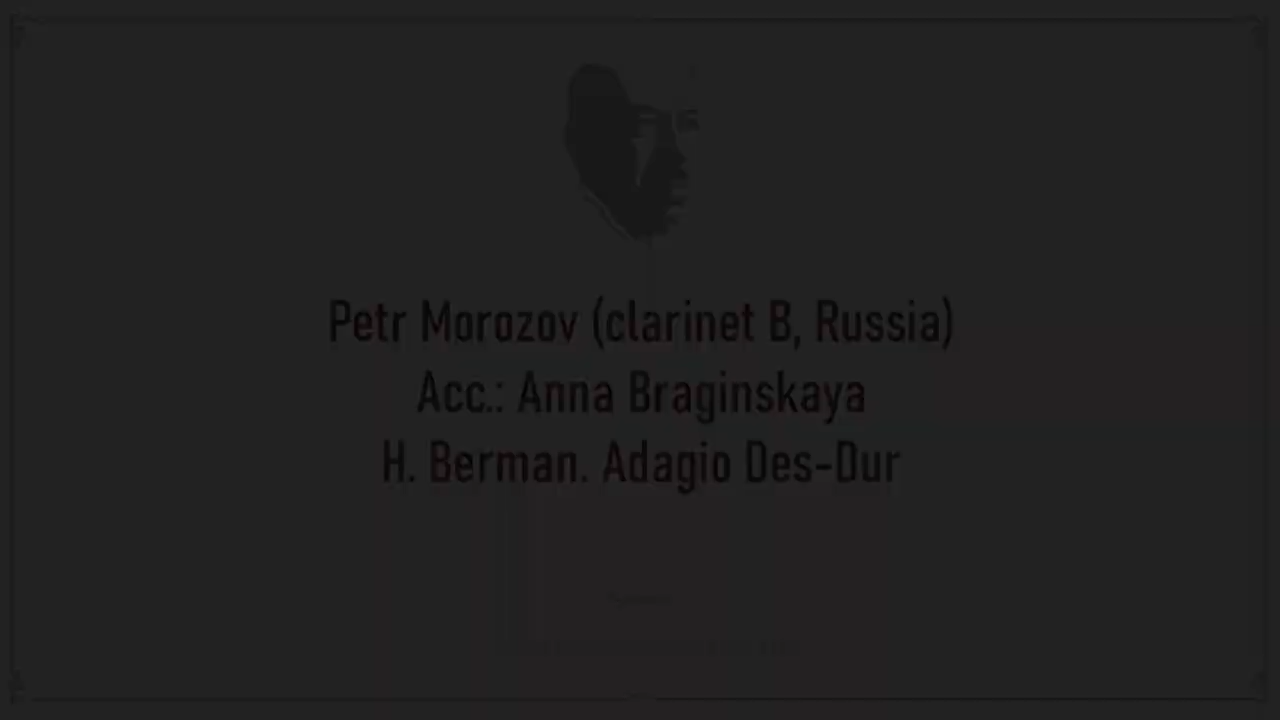 Petr Morozov (clarinet B, Russia)
Acc.: Anna Braginskaya
H. Berman. Adagio Des-Dur